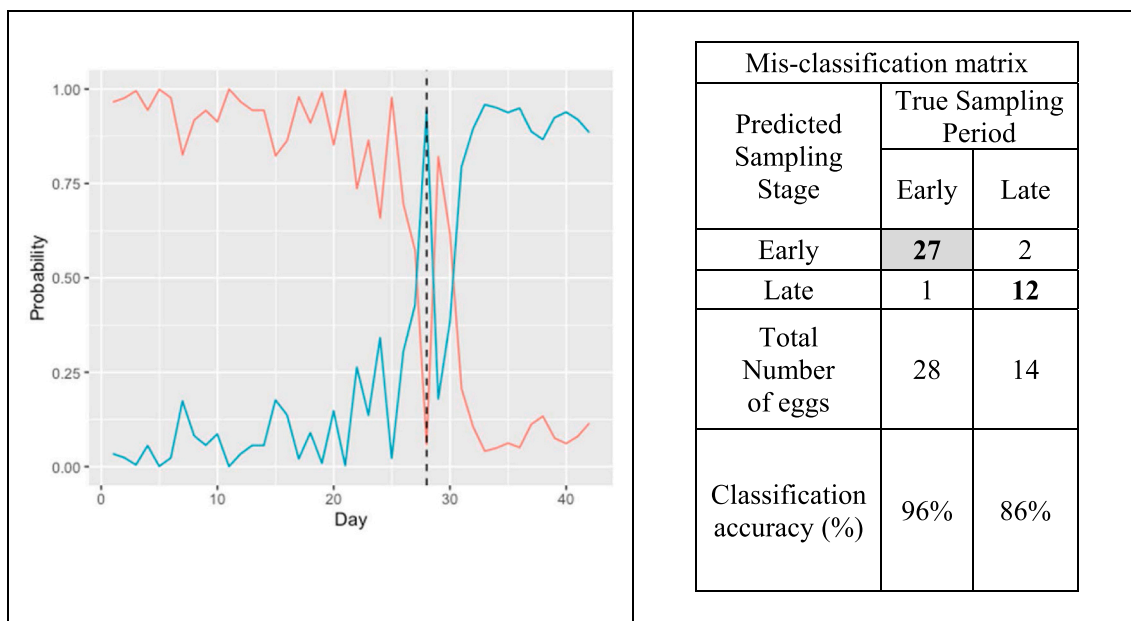 1.00
0.75
0.50
0.25
0.00
Probability
0 10 20 30 40
Day
Mis-classification matrix
Predicted
Sampling
Stage
True Sampling
Period
Early Late
Early 27 2
Late 1 12
Total
Number
of eggs
28 14
Classification
accuracy (%)
96% 86%